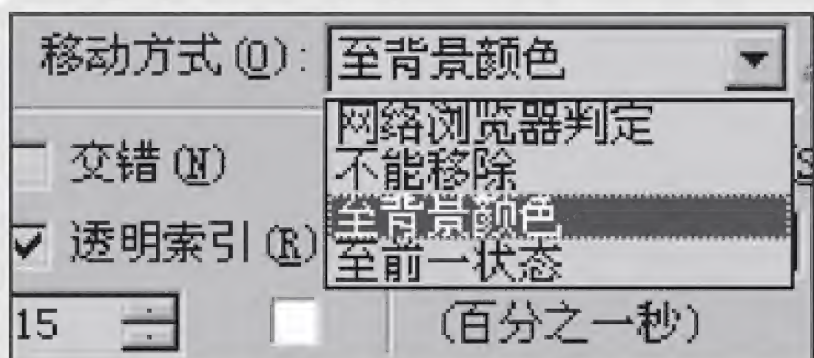 移动方式(O): 至背景颜色
网络浏览器判定
交错(N) 不能移除
至背景颜色
透明索引(R) 至前一状态
15 (百分之一秒)